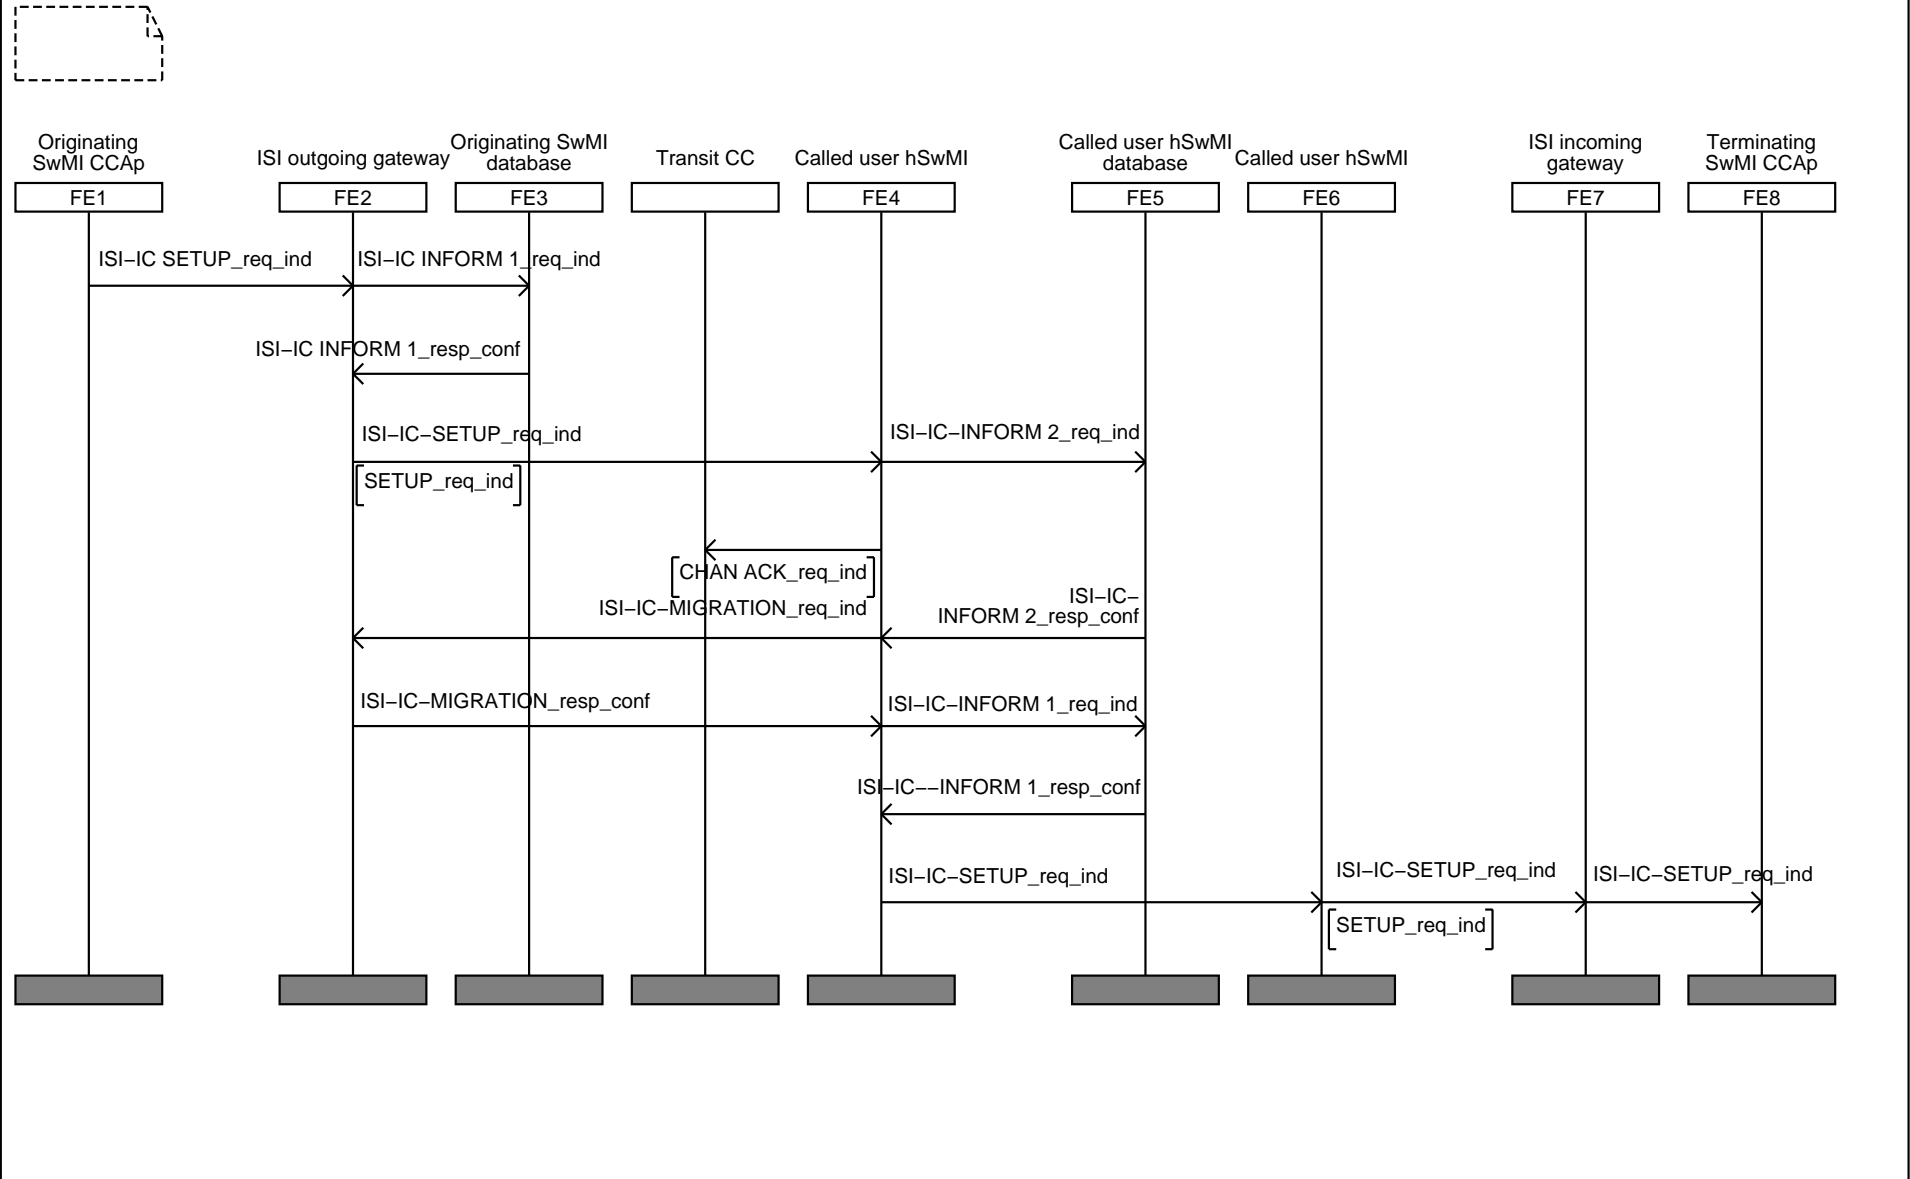 Originating
SwMI CCAp
ISI outgoing gateway
Originating SwMI
database
Transit CC
Called user hSwMI
Called user hSwMI
database
Called user hSwMI
ISI incoming
gateway
Terminating
SwMI CCAp
FE1
FE2
FE3
FE4
FE5
FE6
FE7
FE8
ISI–IC SETUP_req_ind
ISI–IC INFORM 1_req_ind
ISI–IC INFORM 1_resp_conf
ISI–IC–SETUP_req_ind
ISI–IC–INFORM 2_req_ind
SETUP_req_ind
CHAN ACK_req_ind
ISI–IC–MIGRATION_req_ind
ISI–IC–
INFORM 2_resp_conf
ISI–IC–MIGRATION_resp_conf
ISI–IC–INFORM 1_req_ind
ISI–IC––INFORM 1_resp_conf
ISI–IC–SETUP_req_ind
ISI–IC–SETUP_req_ind
ISI–IC–SETUP_req_ind
SETUP_req_ind